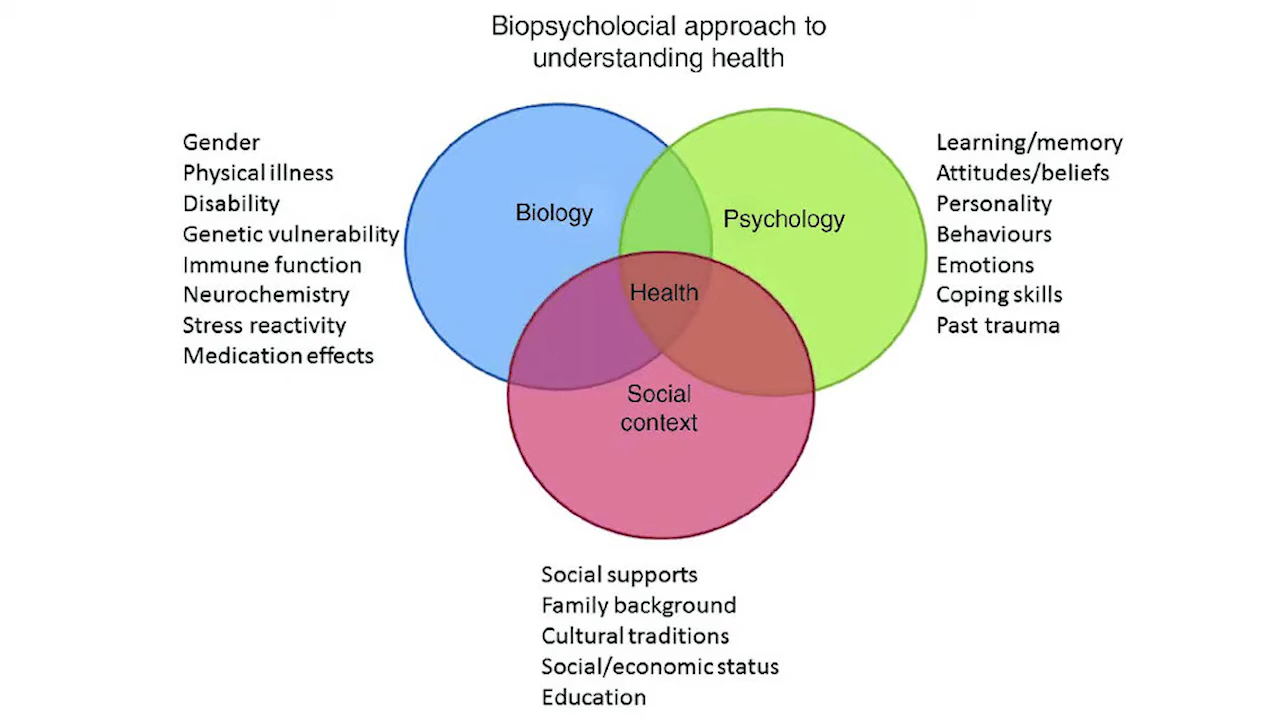 Biopsycholocial approach to
understanding health
Gender
Physical illness
Disability
Genetic vulnerability
Immune function
Neurochemistry
Stress reactivity
Medication effects
Biology
Psychology
Health
Social
context
Learning/memory
Attitudes/beliefs
Personality
Behaviours
Emotions
Coping skills
Past trauma
Social supports
Family background
Cultural traditions
Social/economic status
Education